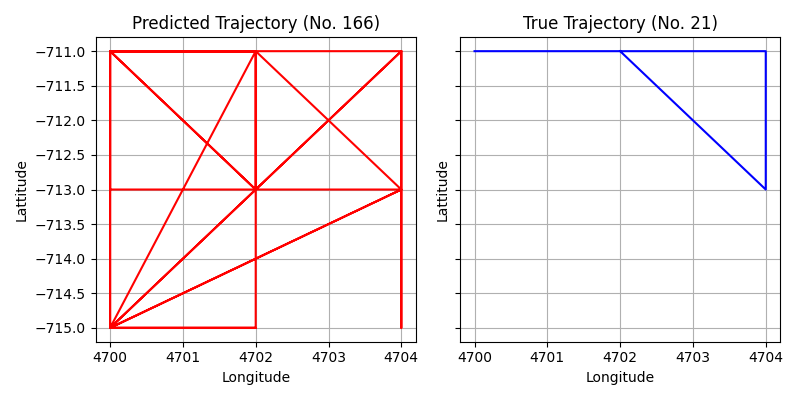 Predicted Trajectory (No. 166)
True Trajectory (No. 21)
Lattitude
−711.0
−711.5
−712.0
−712.5
−713.0
−713.5
−714.0
−714.5
−715.0
4700 4701 4702 4703 4704
Longitude
Lattitude
4700 4701 4702 4703 4704
Longitude